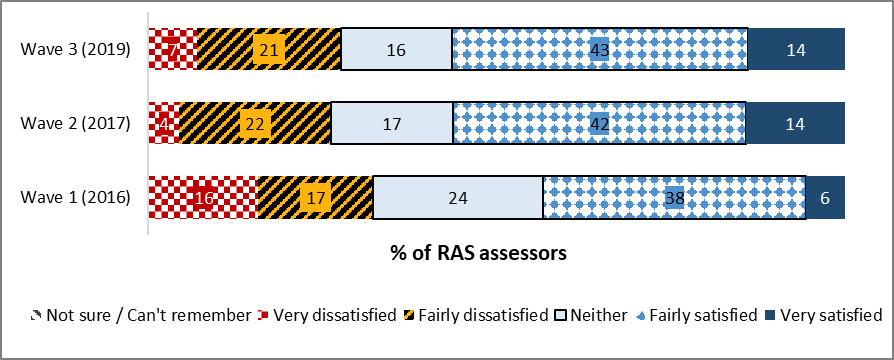 Wave 3 (2019) 7 21 16 43 14
Wave 2 (2017) 4 22 17 42 14
Wave 1 (2016) 16 17 24 38 6
% of RAS assessors
Not sure / Can't remember Very dissatisfied Fairly dissatisfied Neither Fairly satisfied Very satisfied